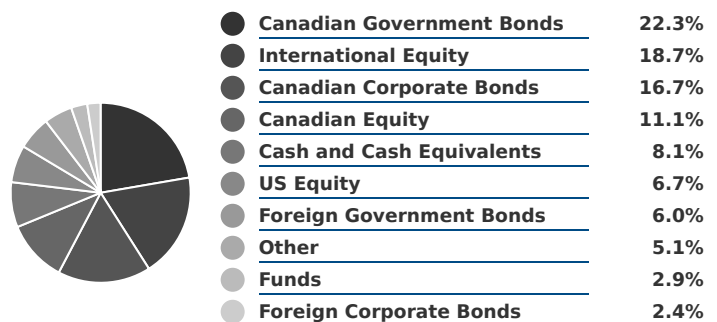 Canadian Government Bonds 22.3%
International Equity 18.7%
Canadian Corporate Bonds 16.7%
Canadian Equity 11.1%
Cash and Cash Equivalents 8.1%
US Equity 6.7%
Foreign Government Bonds 6.0%
Other 5.1%
Funds 2.9%
Foreign Corporate Bonds 2.4%